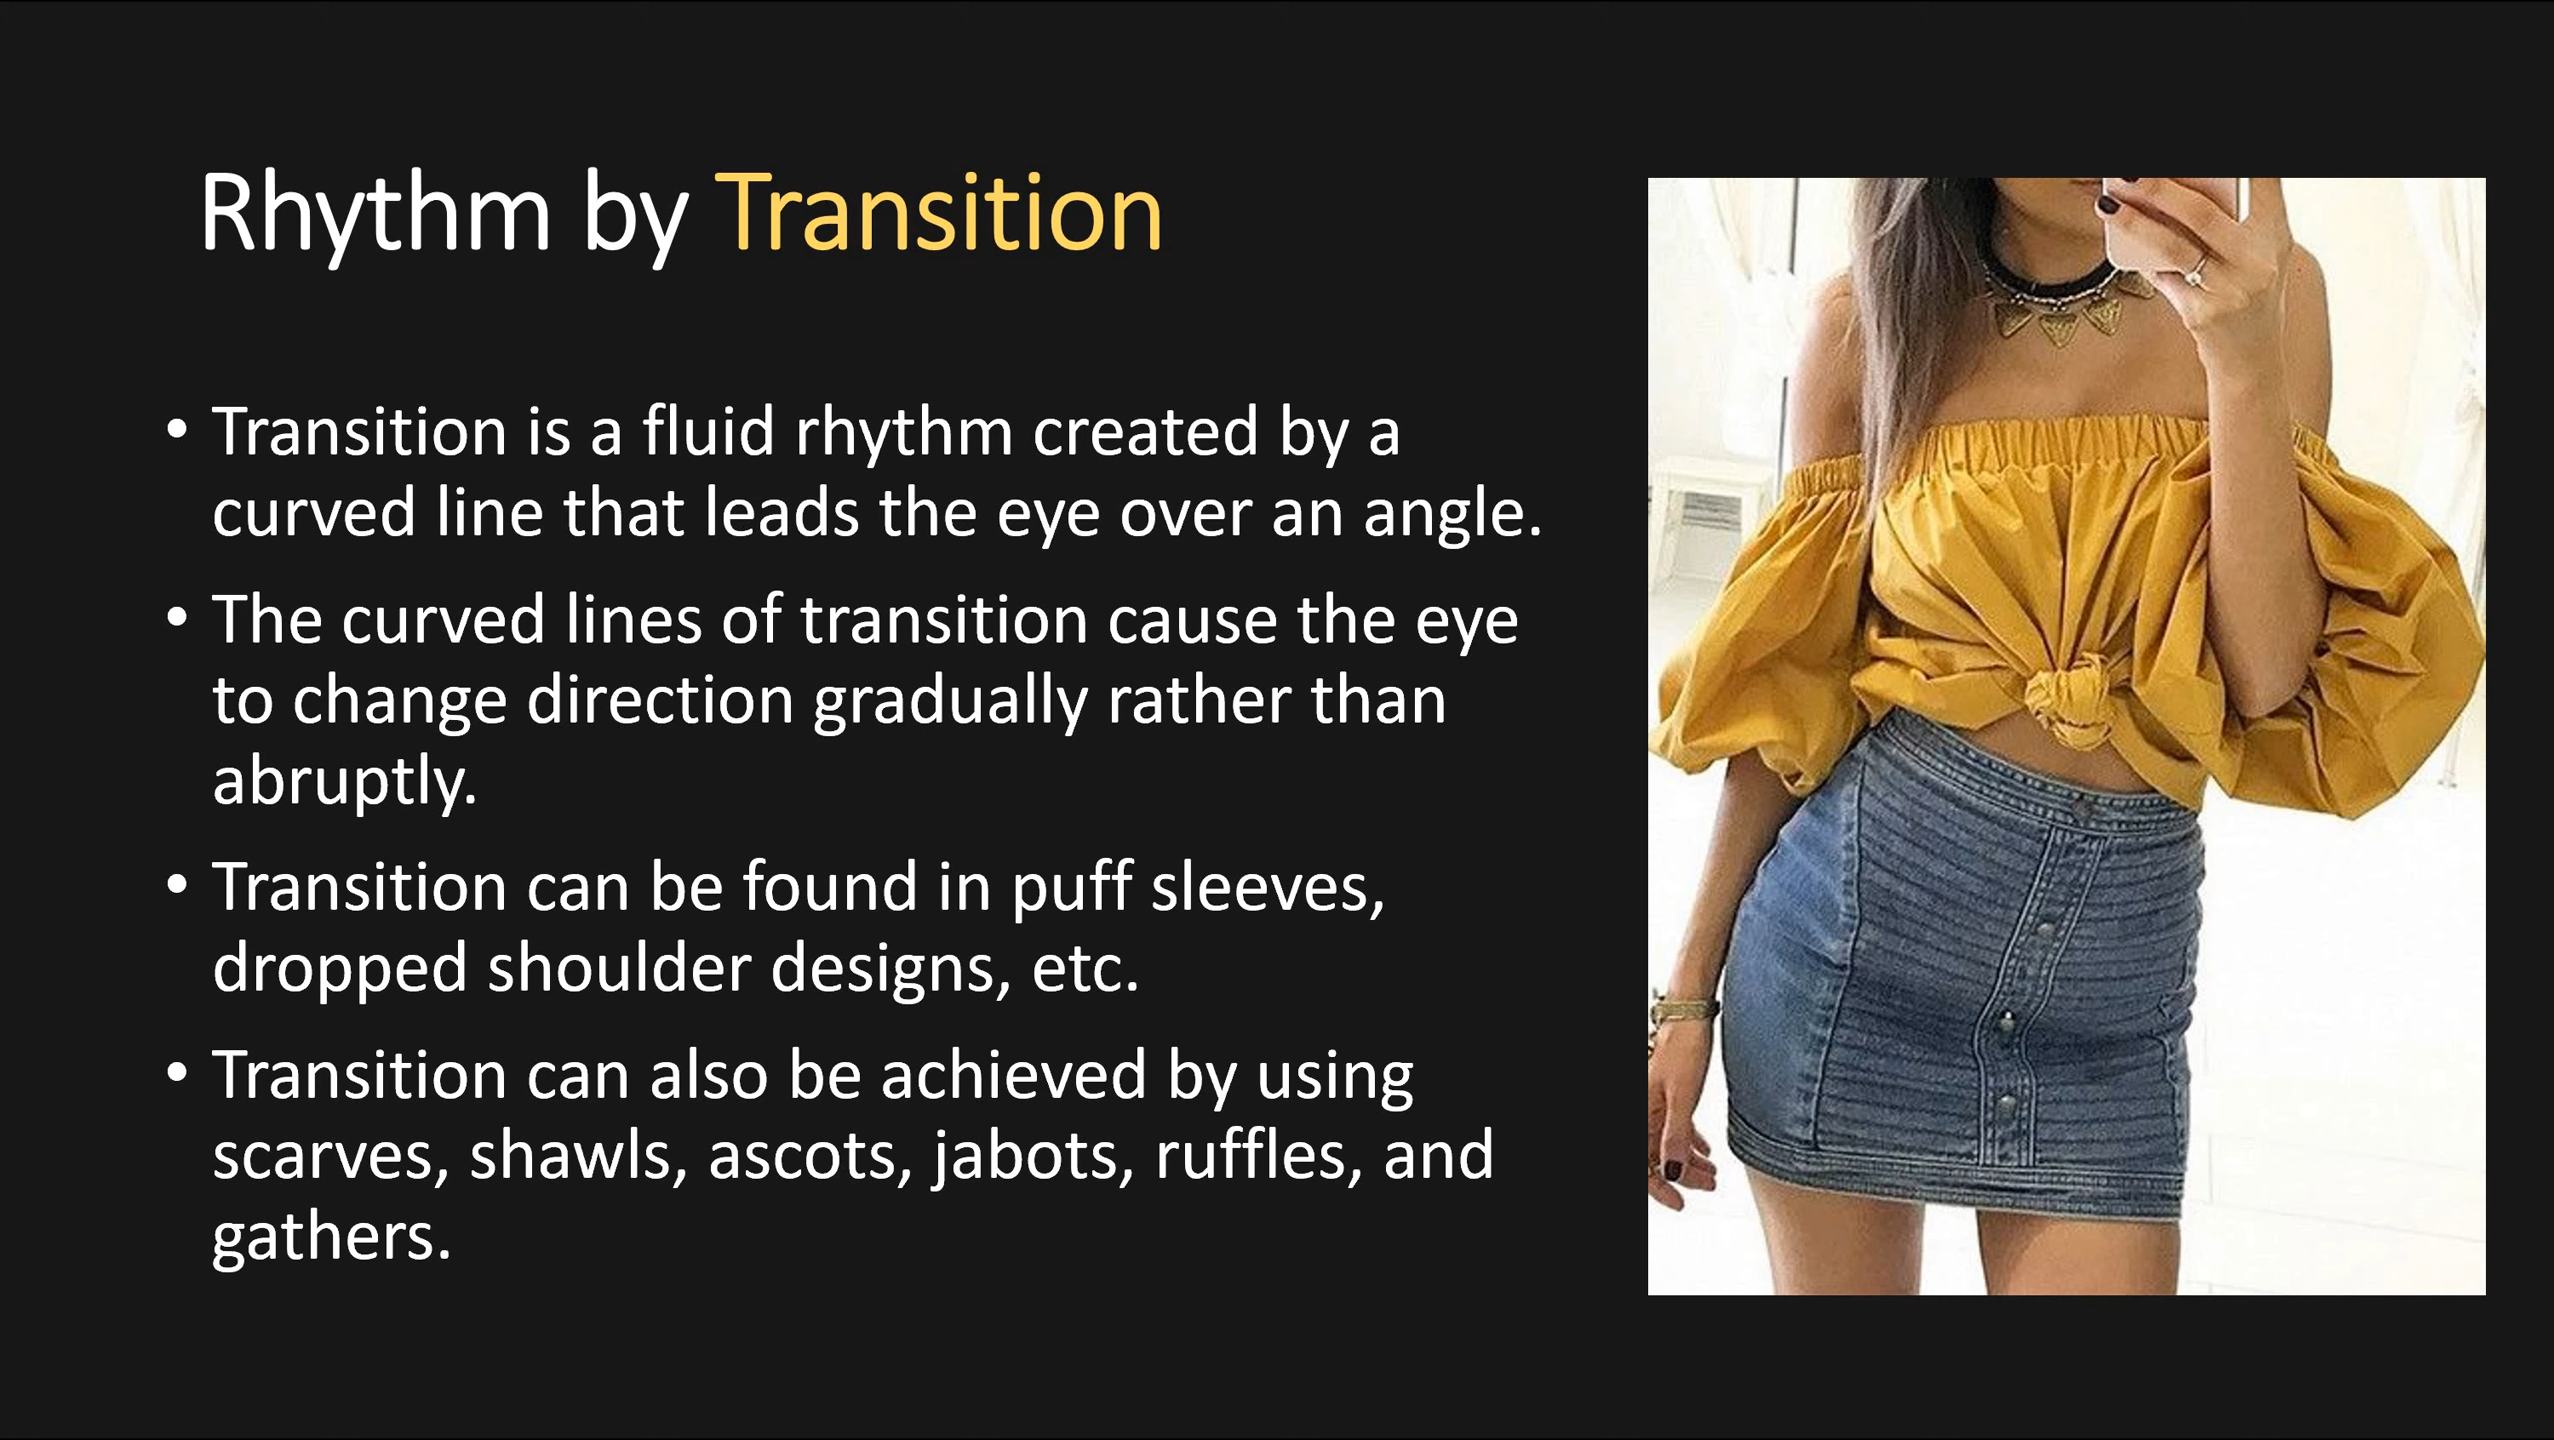 Rhythm by Transition
• Transition is a fluid rhythm created by a
curved line that leads the eye over an angle.
• The curved lines of transition cause the eye
to change direction gradually rather than
abruptly.
• Transition can be found in puff sleeves,
dropped shoulder designs, etc.
• Transition can also be achieved by using
scarves, shawls, ascots, jabots, ruffles, and
gathers.